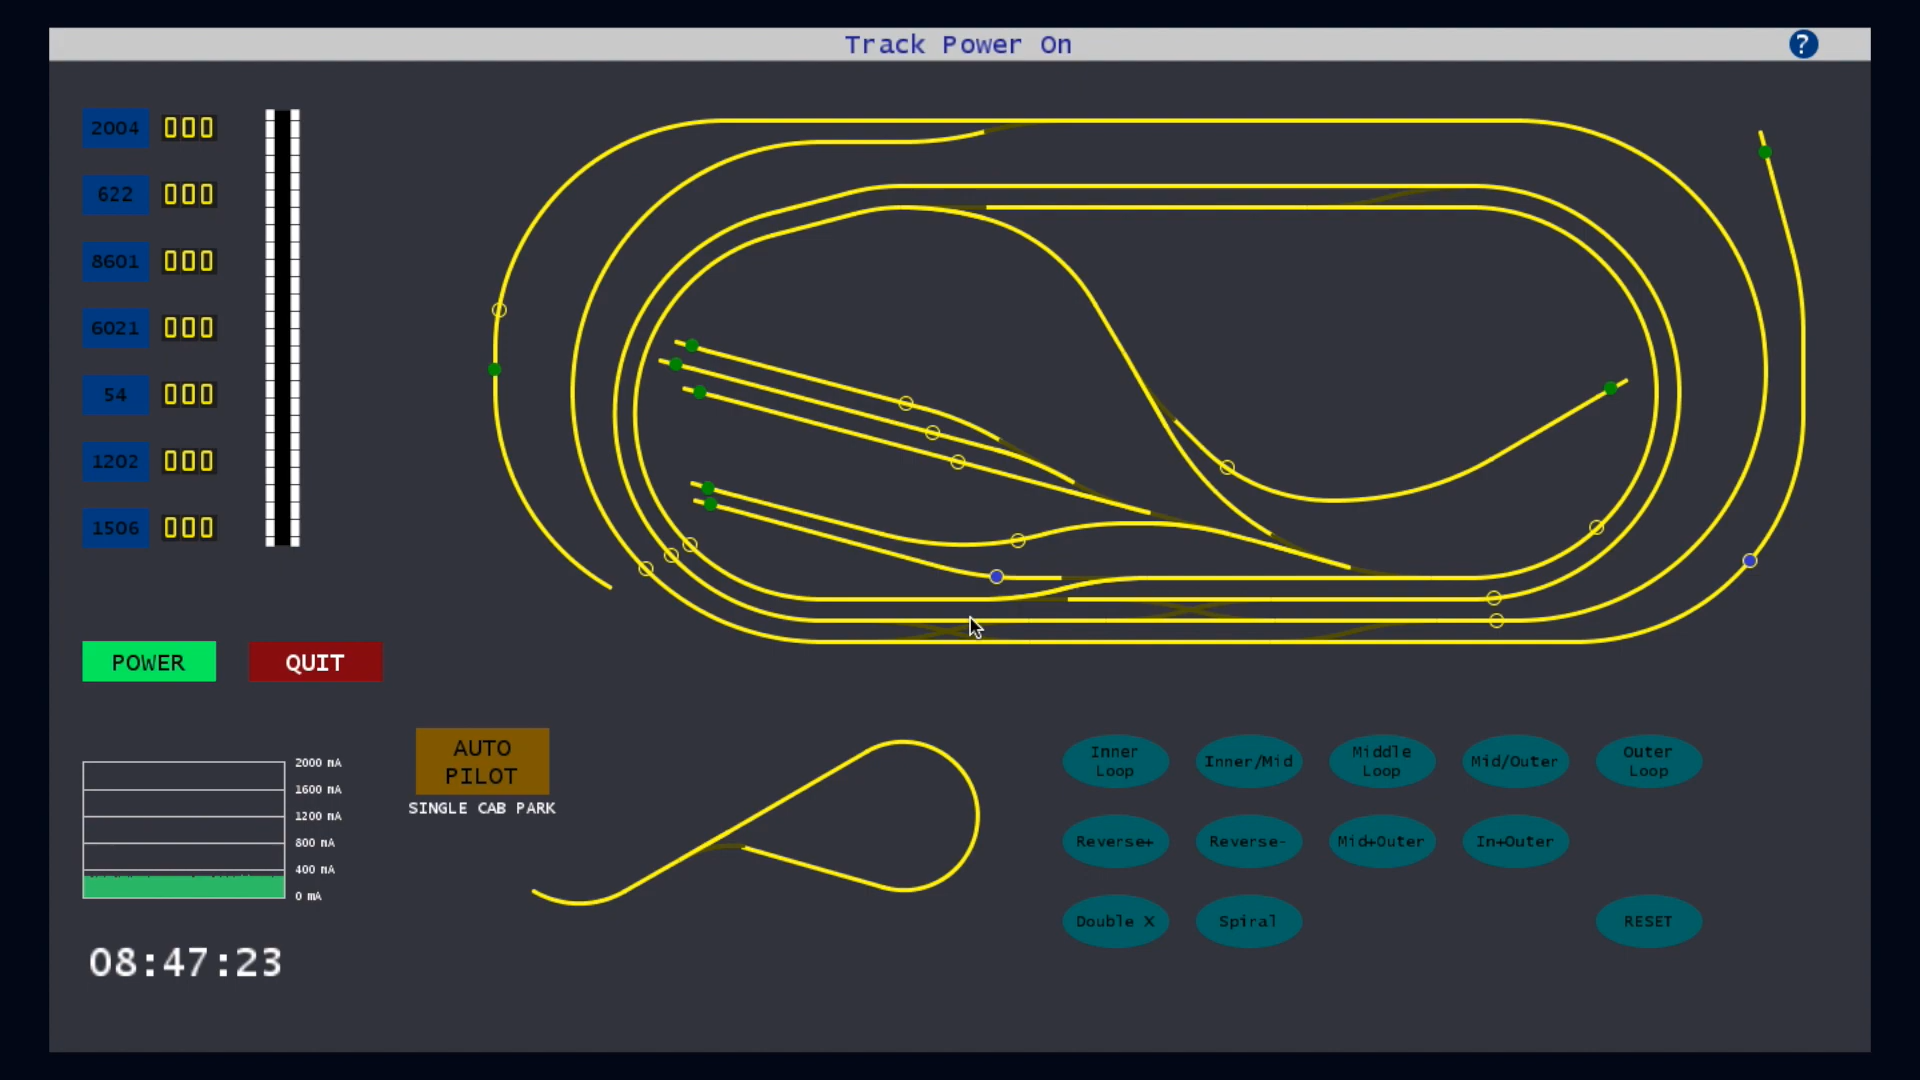 Track Power On
?
2004 000
622 000
8601 000
6021 000
54 000
1202 000
1506 000
POWER
QUIT
AUTO
PILOT
SINGLE CAB PARK
2000 mA
1600 mA
1200 mA
800 mA
400 mA
0 mA
08:47:23
Inner
Loop
Inner/Mid
Middle
Loop
Mid/Outer
Outer
Loop
Reverse+
Reverse-
Mid+Outer
In+Outer
Double X
Spiral
RESET